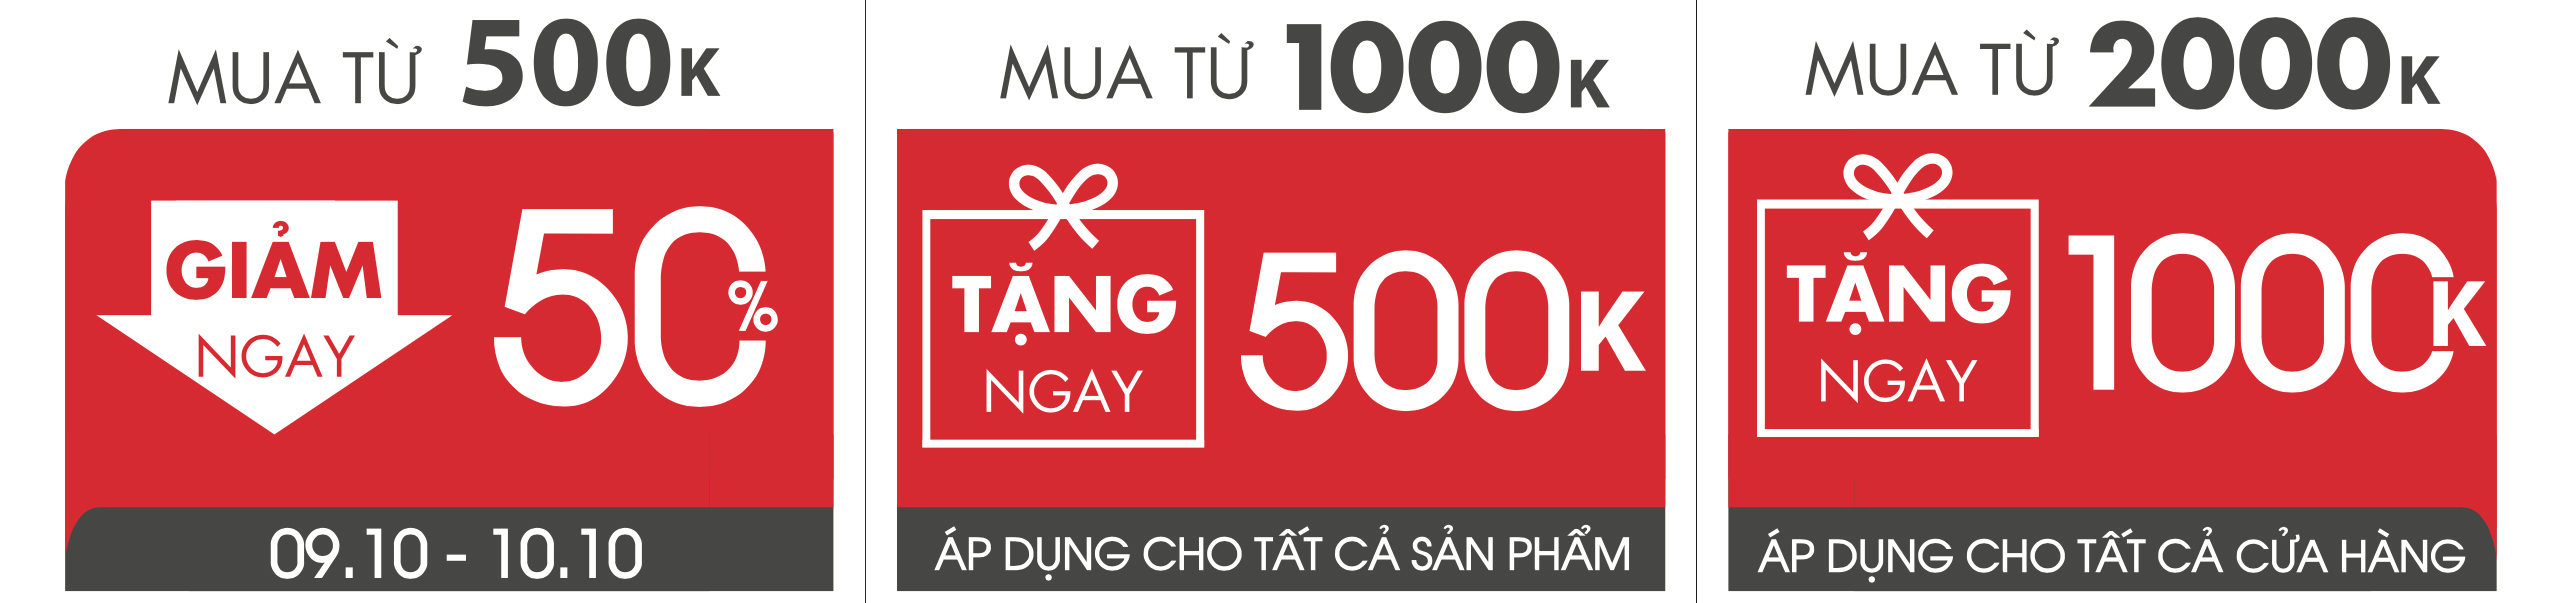 MUA TỪ 500K
GIẢM
NGAY
50%
09.10 - 10.10
MUA TỪ 1000K
TẶNG
NGAY
500K
ÁP DỤNG CHO TẤT CẢ SẢN PHẨM
MUA TỪ 2000K
TẶNG
NGAY
1000K
ÁP DỤNG CHO TẤT CẢ CỬA HÀNG